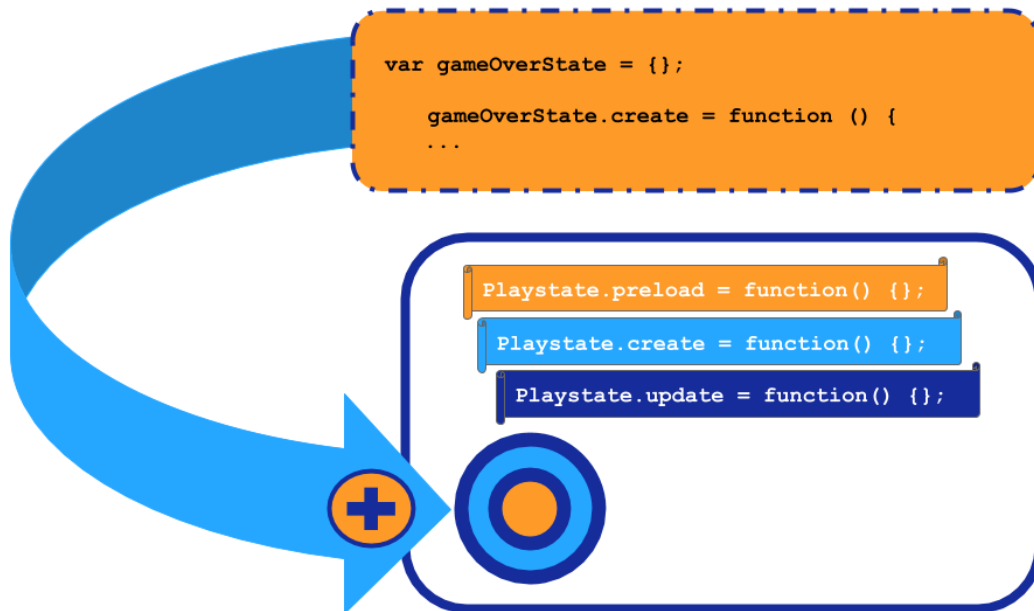 var gameOverState = {};
gameOverState.create = function () {
...
Playstate.preload = function() {};
Playstate.create = function() {};
Playstate.update = function() {};